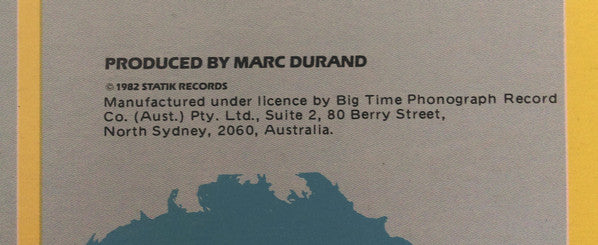 PRODUCED BY MARC DURAND
© 1982 STATIK RECORDS
Manufactured under licence by Big Time Phonograph Record
Co. (Aust.) Pty. Ltd., Suite 2, 80 Berry Street,
North Sydney, 2060, Australia.